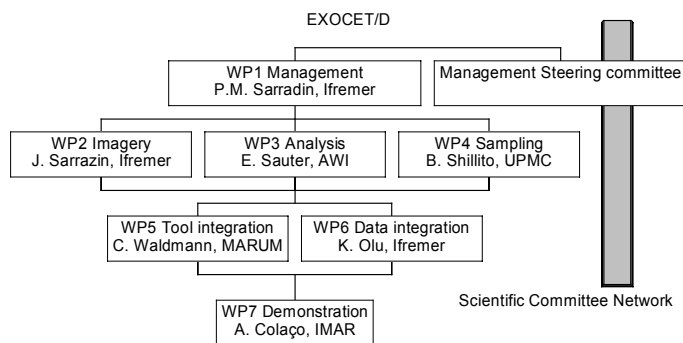 EXOCET/D
WP1 Management
P.M. Sarradin, Ifremer
Management Steering committee
WP2 Imagery
J. Sarrazin, Ifremer
WP3 Analysis
E. Sauter, AWI
WP4 Sampling
B. Shillito, UPMC
WP5 Tool integration
C. Waldmann, MARUM
WP6 Data integration
K. Olu, Ifremer
Scientific Committee Network
WP7 Demonstration
A. Colaço, IMAR